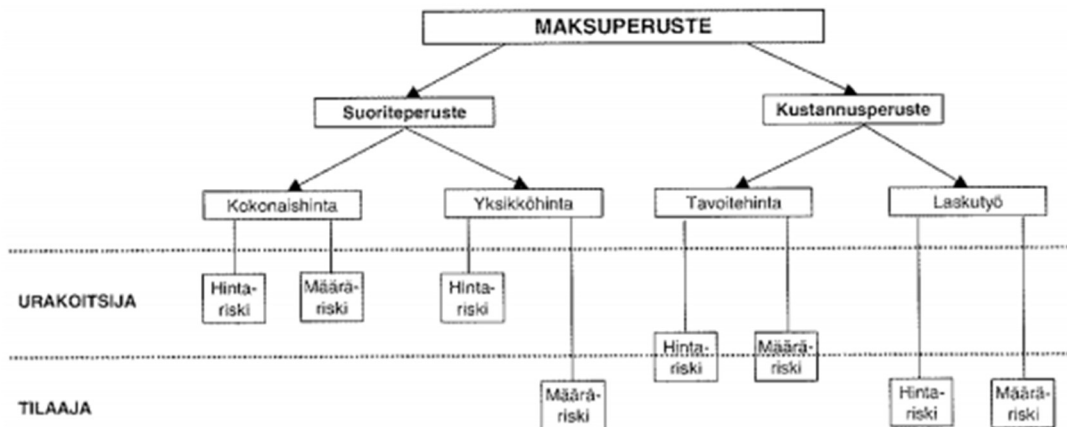 MAKSUPERUSTE
Suoriteperuste
Kustannusperuste
Kokonaishinta
Yksikköhinta
Tavoitehinta
Laskutyö
URAKOITSIJA
Hinta-
riski
Määrä-
riski
Hinta-
riski
Hinta-
riski
Määrä-
riski
TILAAJA
Määrä-
riski
Hinta-
riski
Määrä-
riski